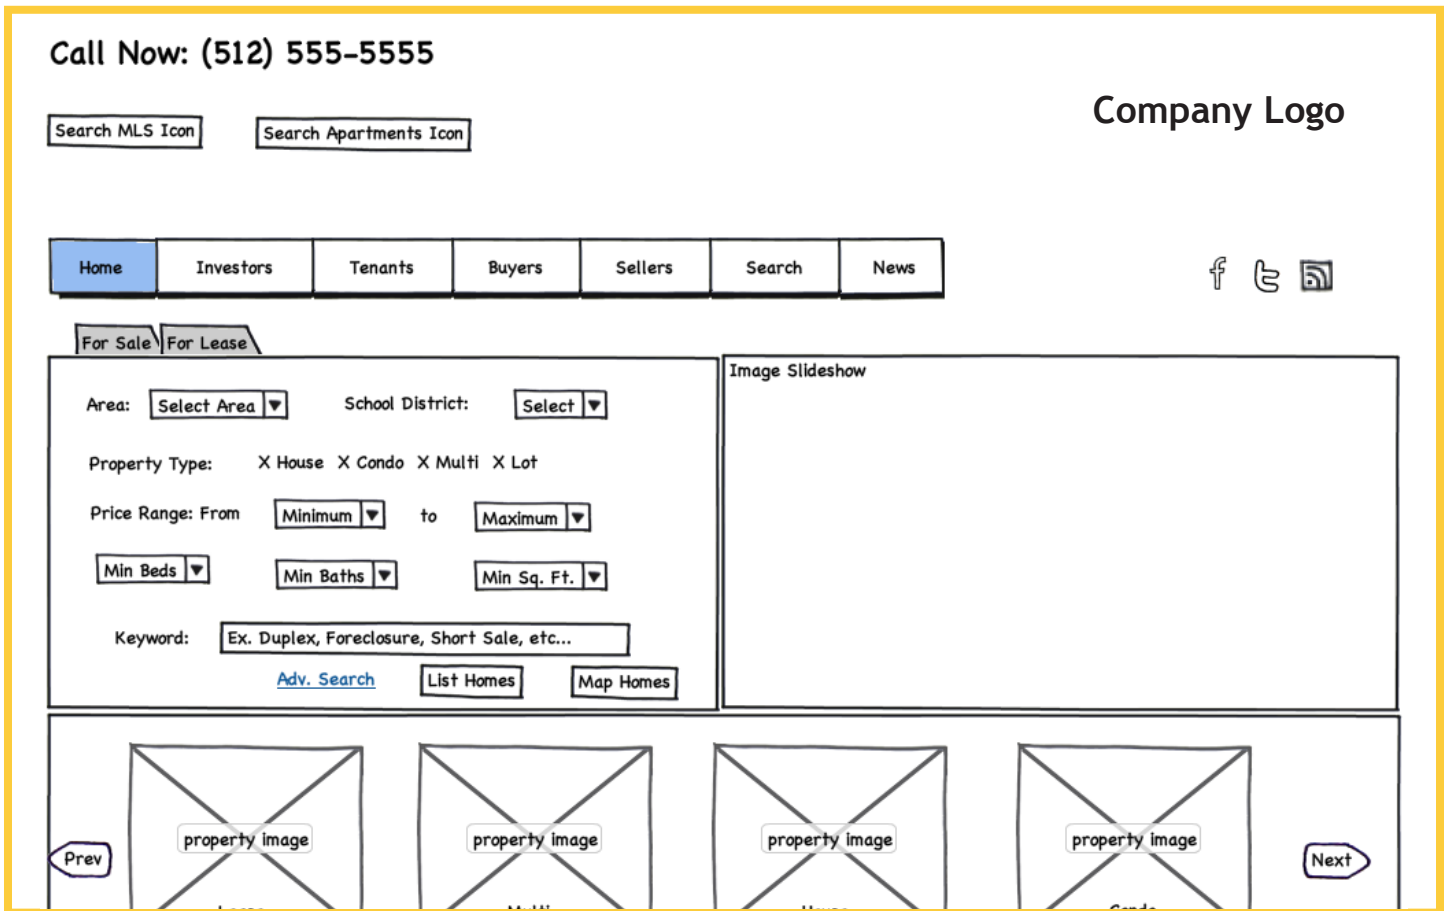 Call Now: (512) 555-5555
Company Logo
Search MLS Icon
Search Apartments Icon
Home Investors Tenants Buyers Sellers Search News
For Sale For Lease
Image Slideshow
Area: Select Area School District: Select
Property Type: X House X Condo X Multi X Lot
Price Range: From Minimum to Maximum
Min Beds Min Baths Min Sq. Ft.
Keyword: Ex. Duplex, Foreclosure, Short Sale, etc...
Adv. Search List Homes Map Homes
property image property image property image property image
Prev Next